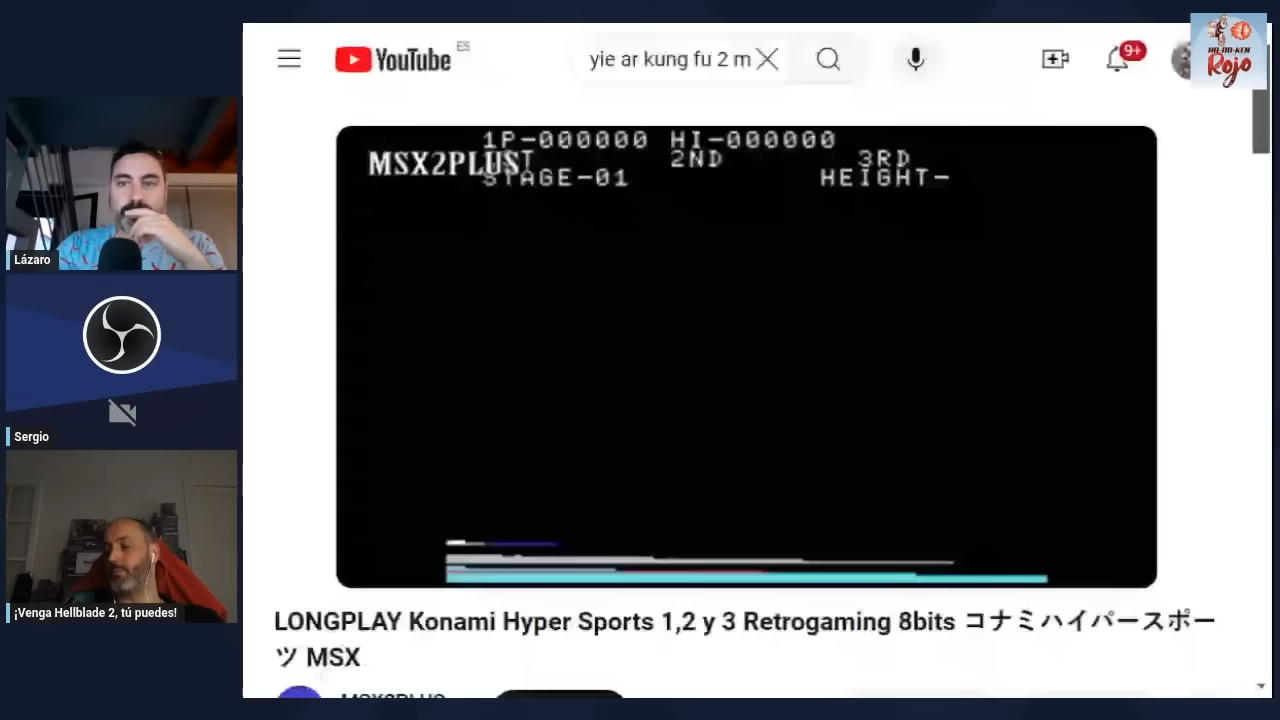 YouTube
ES
yie ar kung fu 2 m
9+
HA-DO-KEN
Rojo
1P-000000 HI-000000
2ND 3RD
MSX2PLUS
STAGE-01 HEIGHT-
Lázaro
Sergio
¡Venga Hellblade 2, tú puedes!
LONGPLAY Konami Hyper Sports 1,2 y 3 Retrogaming 8bits コナミハイパースポー
ツ MSX
MSX2PLUS